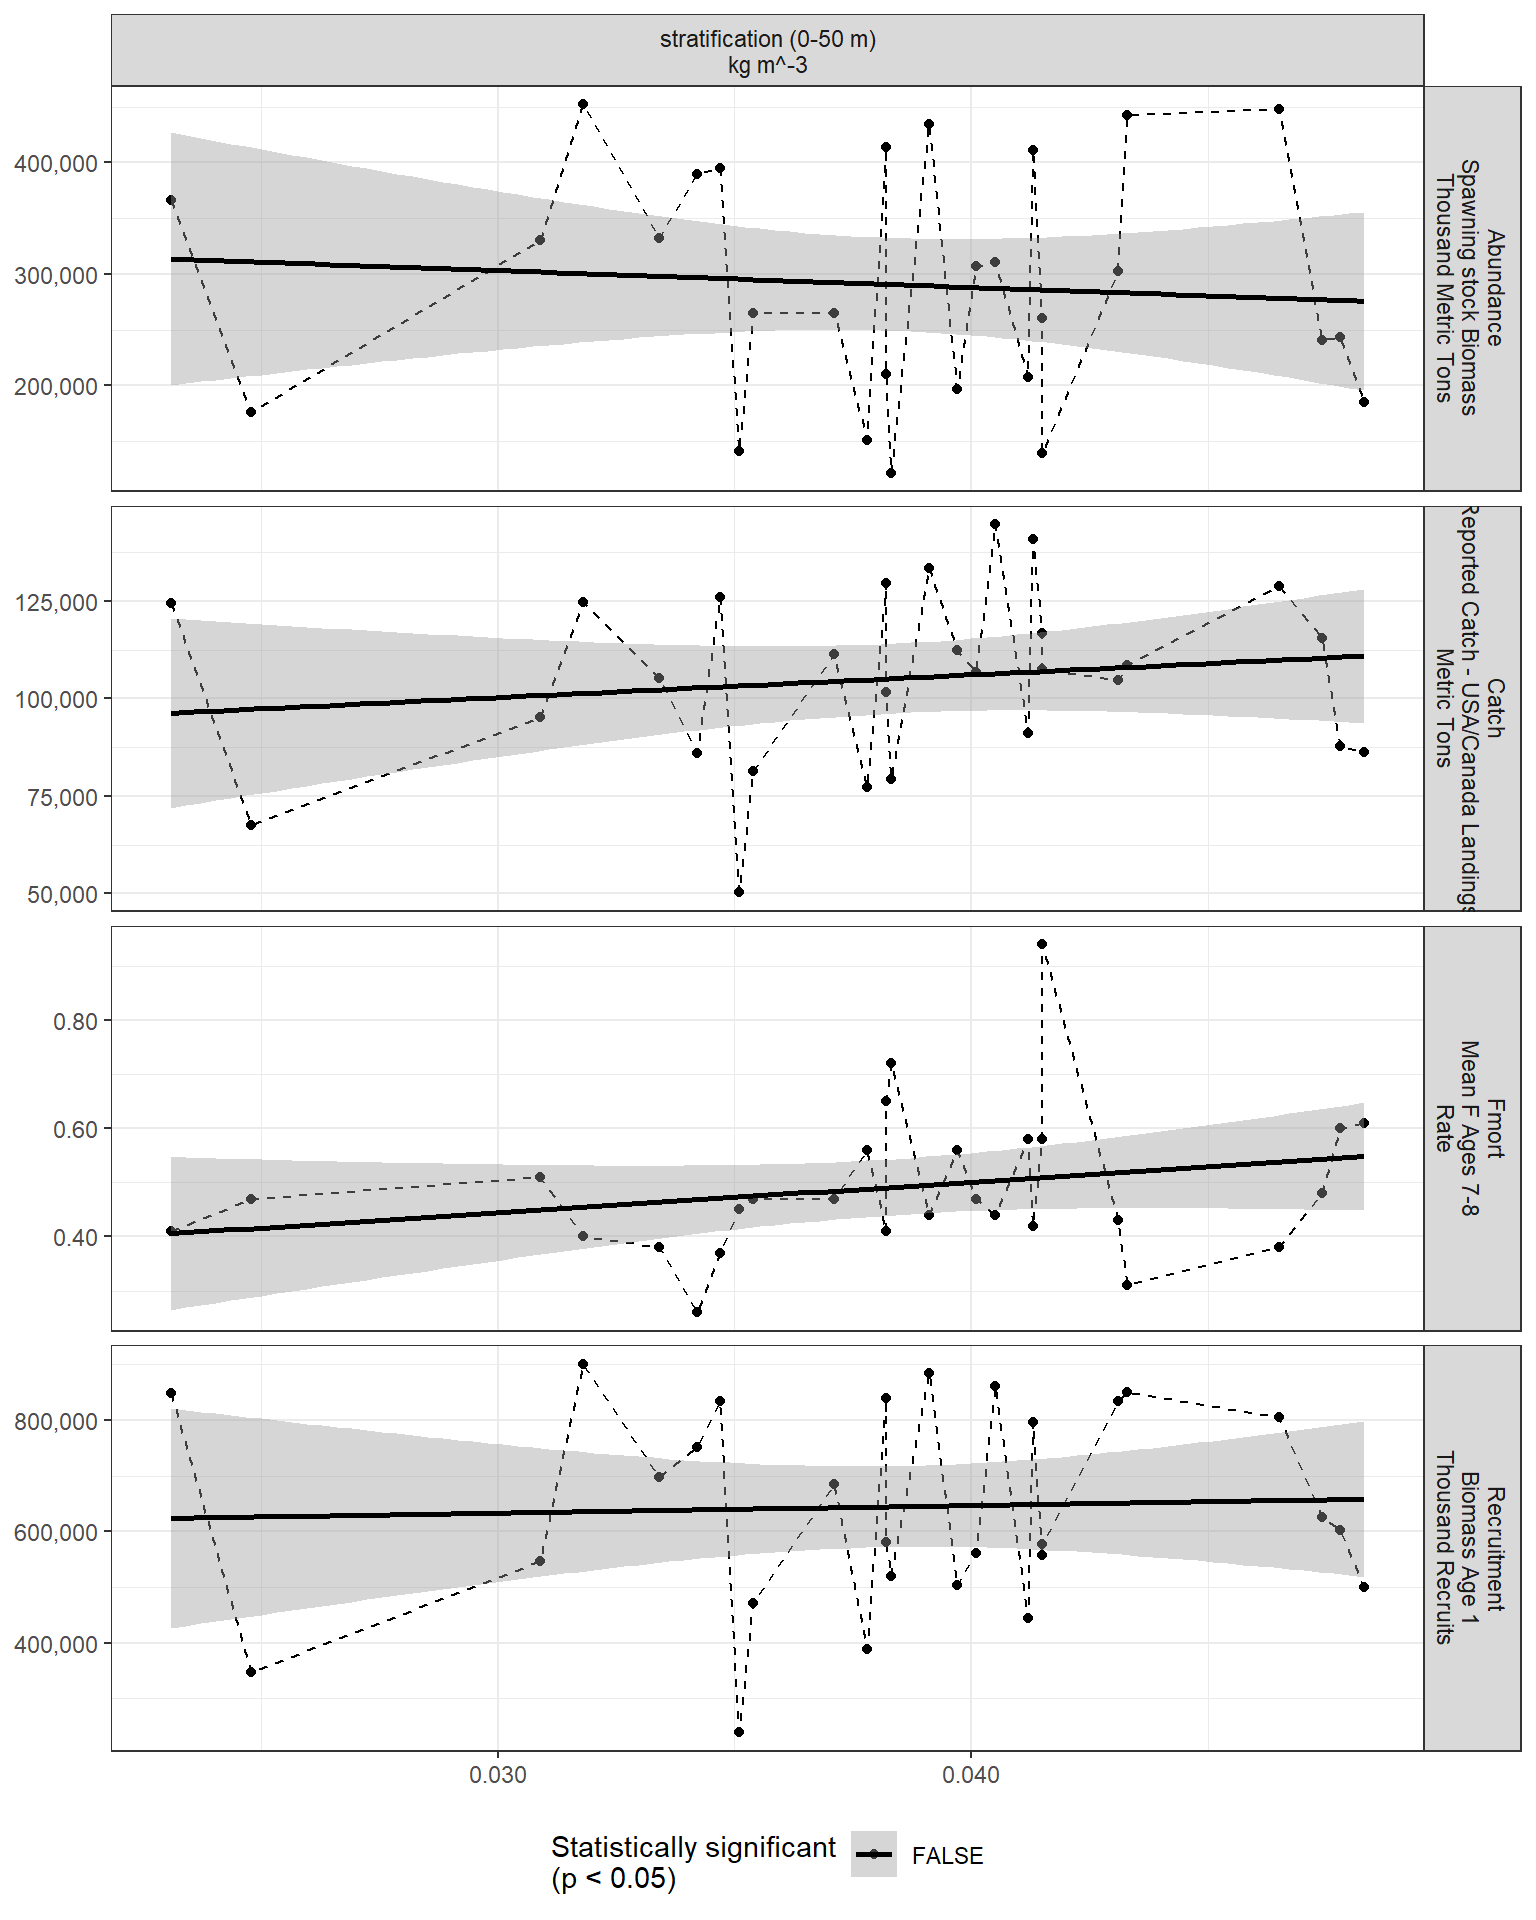 stratification (0-50 m)
kg m^-3
400,000
300,000
200,000
Abundance
Spawning stock Biomass
Thousand Metric Tons
125,000
100,000
75,000
50,000
Catch
Reported Catch - USA/Canada Landings
Metric Tons
0.80
0.60
0.40
Fmort
Mean F Ages 7-8
Rate
800,000
600,000
400,000
Recruitment
Biomass Age 1
Thousand Recruits
0.030
0.040
Statistically significant
(p < 0.05)
FALSE